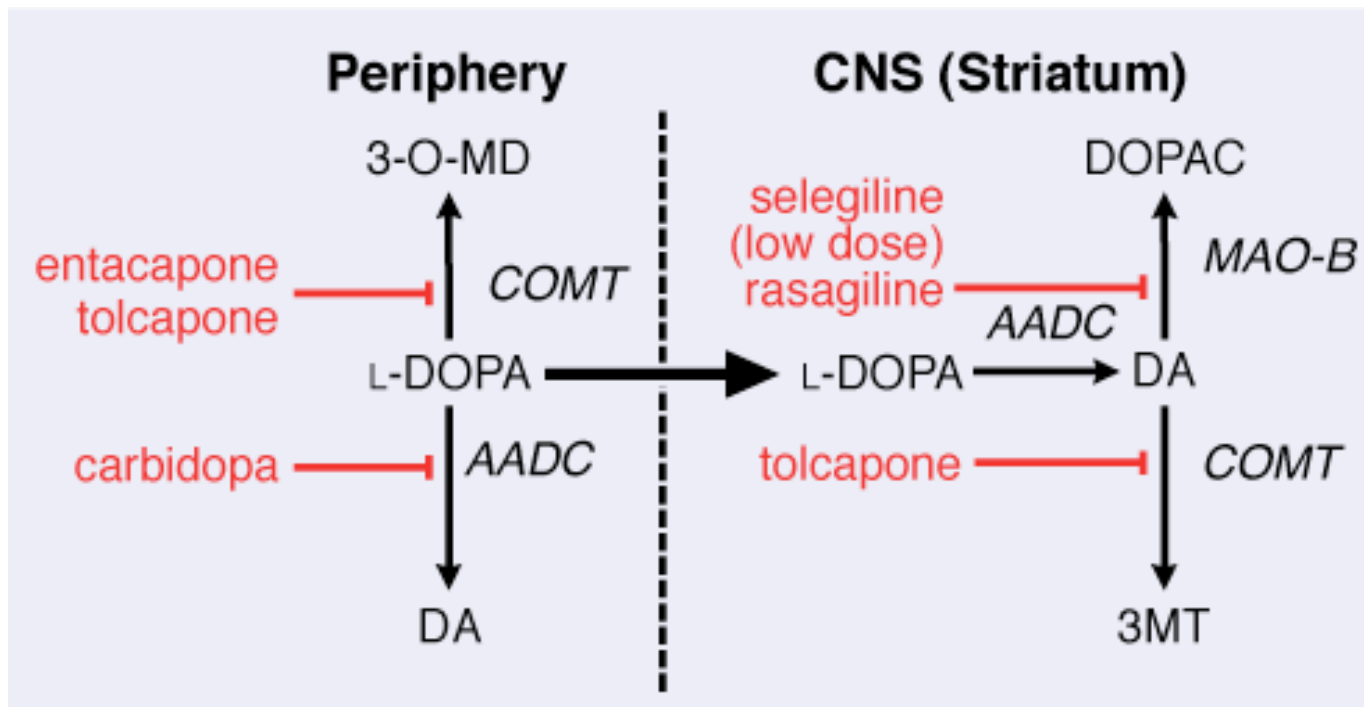 Periphery
3-O-MD
entacapone
tolcapone
COMT
L-DOPA
carbidopa
AADC
DA
CNS (Striatum)
DOPAC
selegiline
(low dose)
rasagiline
MAO-B
AADC
L-DOPA
DA
tolcapone
COMT
3MT